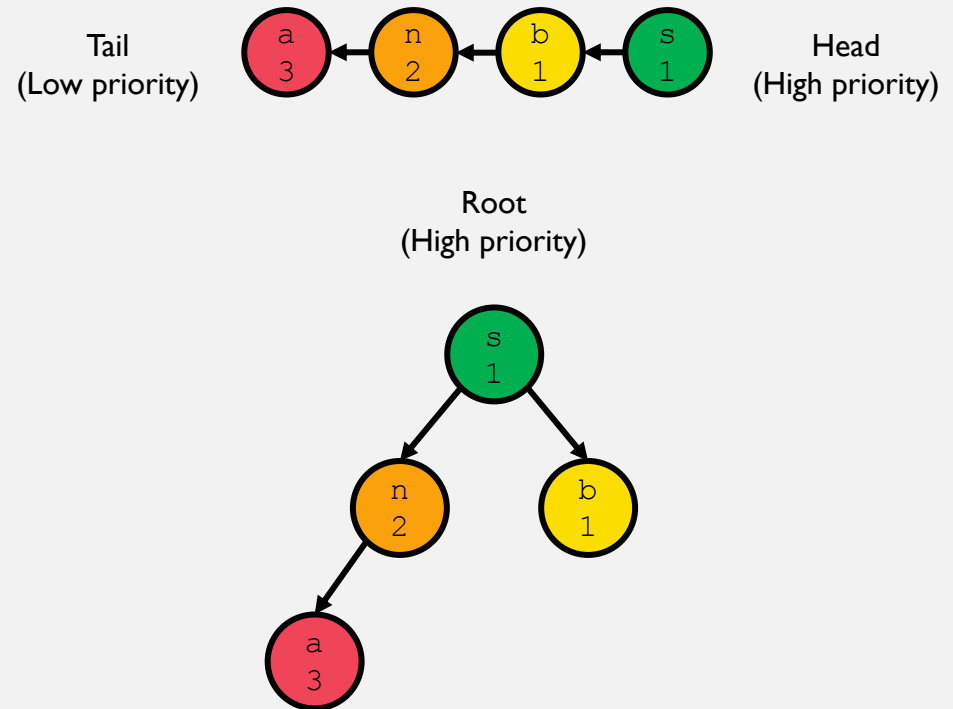 Tail
(Low priority)
a
3
n
2
b
1
s
1
Head
(High priority)
Root
(High priority)
s
1
n
2
b
1
a
3